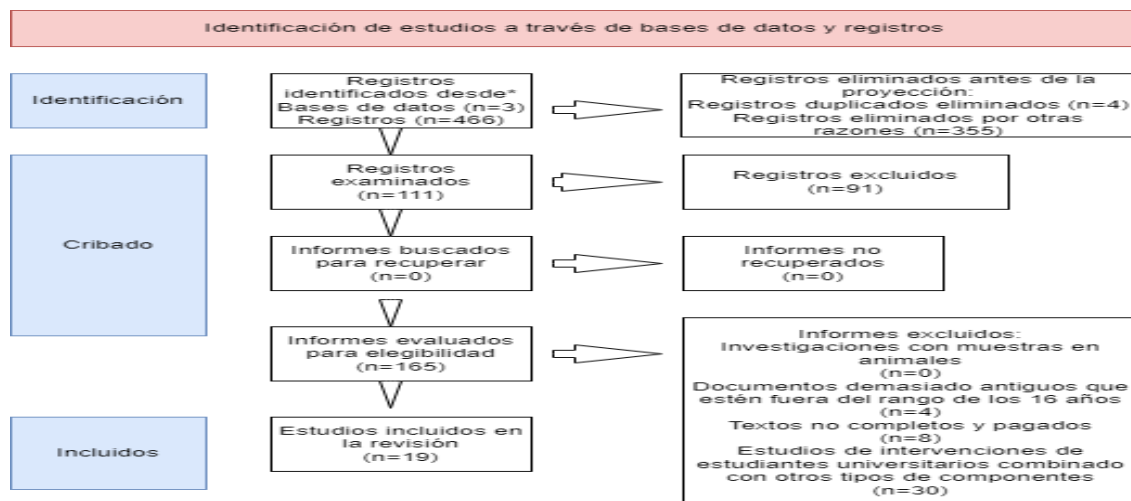 Identificación de estudios a través de bases de datos y registros
Identificación
Registros
identificados desde*
Bases de datos (n=3)
Registros (n=466)
Registros eliminados antes de la
proyección:
Registros duplicados eliminados (n=4)
Registros eliminados por otras
razones (n=355)
Cribado
Registros
examinados
(n=111)
Registros excluidos
(n=91)
Informes buscados
para recuperar
(n=0)
Informes no
recuperados
(n=0)
Informes evaluados
para elegibilidad
(n=165)
Informes excluidos:
Investigaciones con muestras en
animales
(n=0)
Documentos demasiado antiguos que
estén fuera del rango de los 16 años
(n=4)
Textos no completos y pagados
(n=8)
Estudios de intervenciones de
estudiantes universitarios combinado
con otros tipos de componentes
(n=30)
Incluidos
Estudios incluidos en
la revisión
(n=19)